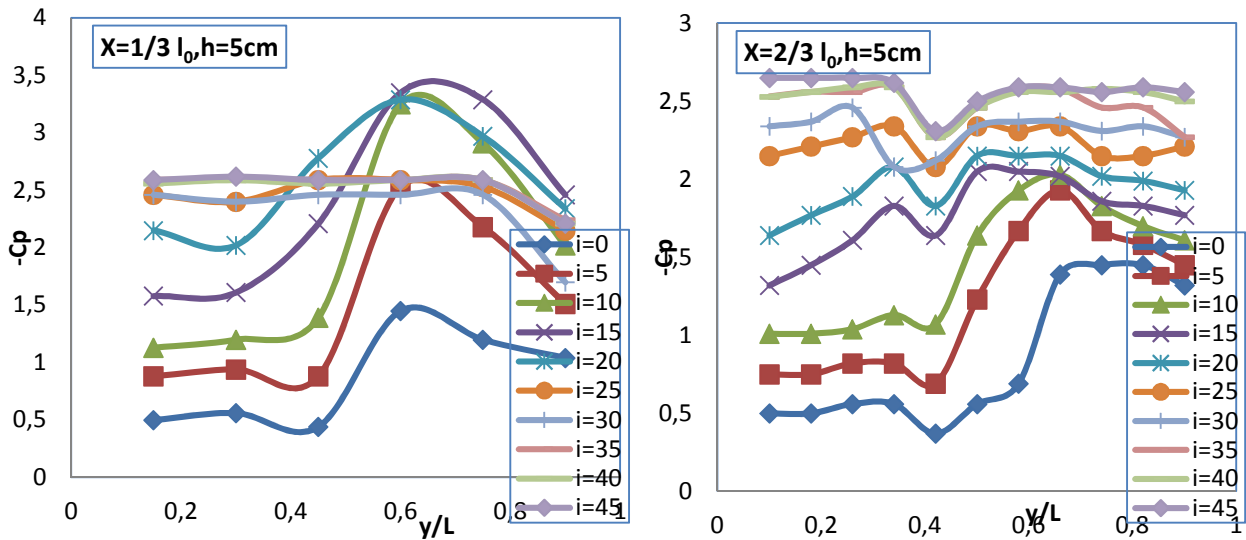 X=1/3 l0,h=5cm
4
3,5
3
2,5
2
1,5
1
0,5
0
-Cp
0
0,2
0,4
0,6
0,8
1
y/L
i=0
i=5
i=10
i=15
i=20
i=25
i=30
i=35
i=40
i=45
X=2/3 l0,h=5cm
3
2,5
2
1,5
1
0,5
0
-Cp
0
0,2
0,4
0,6
0,8
1
y/L
i=0
i=5
i=10
i=15
i=20
i=25
i=30
i=35
i=40
i=45